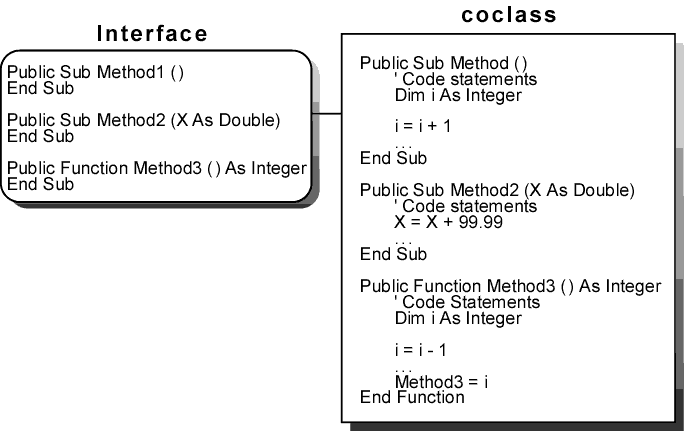 Interface
Public Sub Method1 ()
End Sub
Public Sub Method2 (X As Double)
End Sub
Public Function Method3 () As Integer
End Sub
coclass
Public Sub Method ()
' Code statements
Dim i As Integer
i = i + 1
...
End Sub
Public Sub Method2 (X As Double)
' Code statements
X = X + 99.99
...
End Sub
Public Function Method3 () As Integer
' Code Statements
Dim i As Integer
i = i - 1
...
Method3 = i
End Function